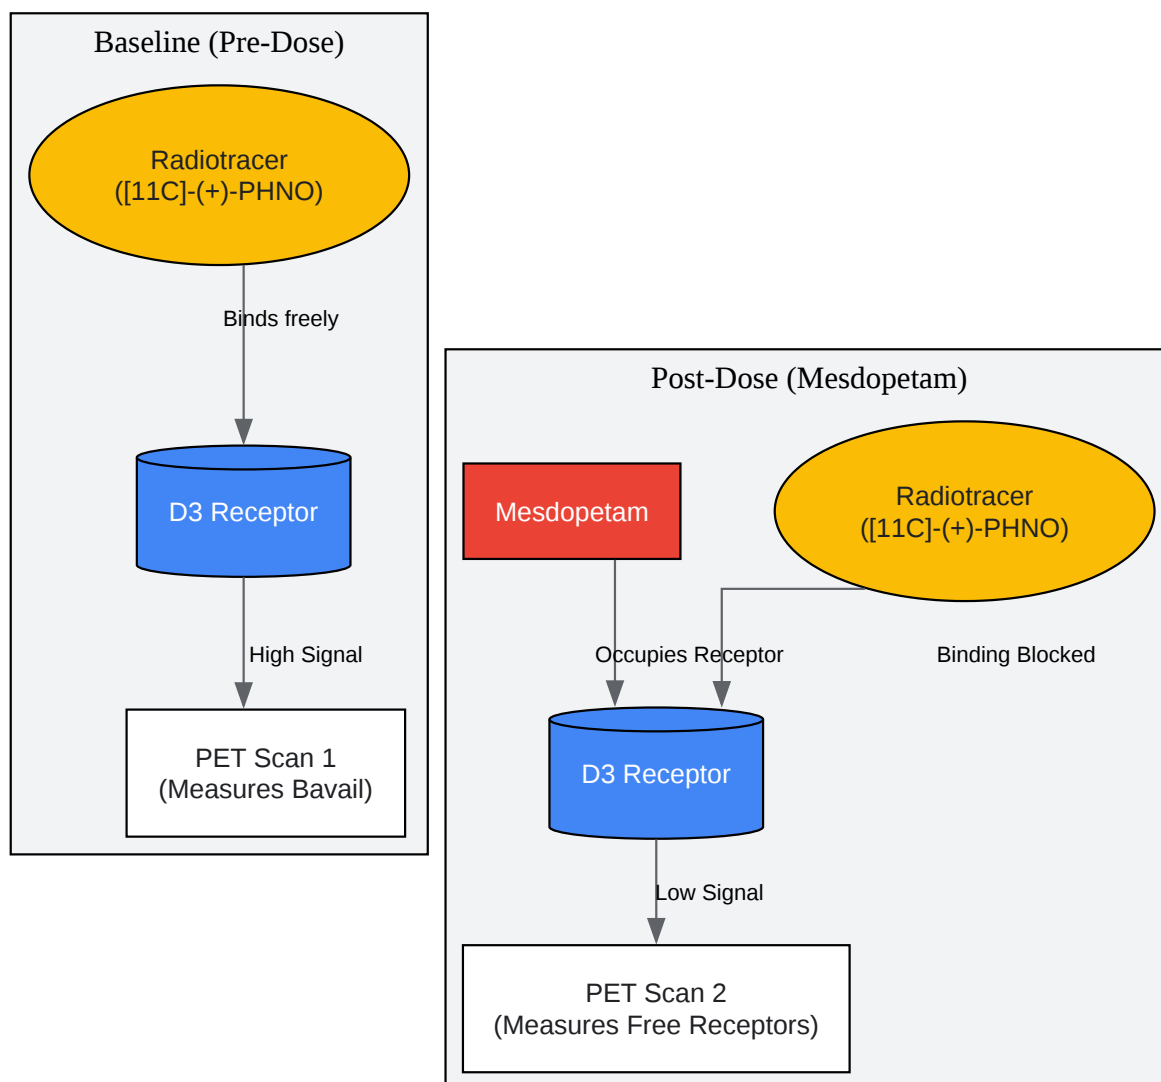 Baseline (Pre-Dose)
Radiotracer
([11C]-(+)-PHNO)
Binds freely
D3 Receptor
High Signal
PET Scan 1
(Measures Bavail)
Post-Dose (Mesdopetam)
Mesdopetam
Radiotracer
([11C]-(+)-PHNO)
Occupies Receptor
Binding Blocked
D3 Receptor
Low Signal
PET Scan 2
(Measures Free Receptors)